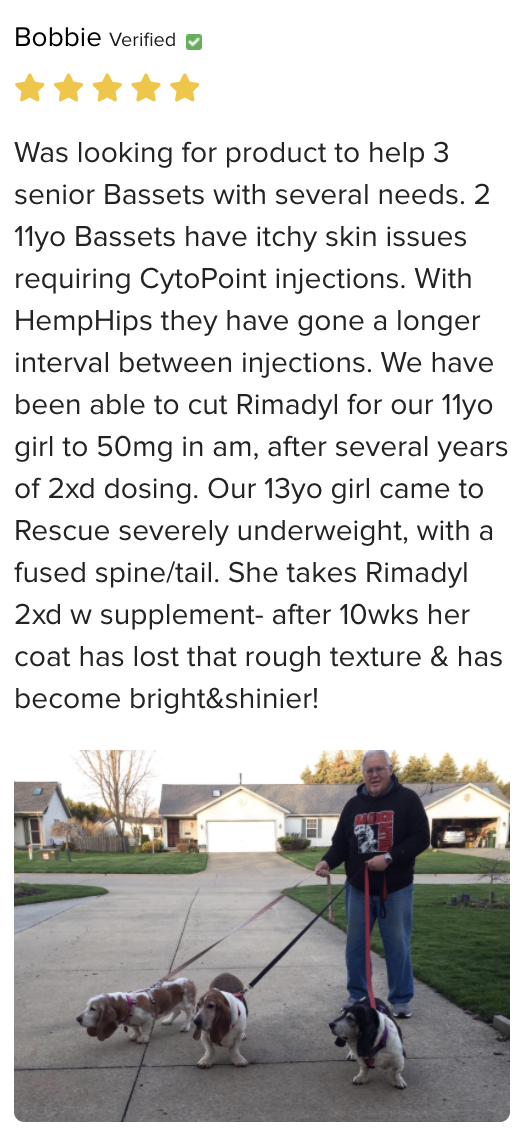 Bobbie Verified
Was looking for product to help 3
senior Bassets with several needs. 2
11yo Bassets have itchy skin issues
requiring CytoPoint injections. With
HempHips they have gone a longer
interval between injections. We have
been able to cut Rimadyl for our 11yo
girl to 50mg in am, after several years
of 2xd dosing. Our 13yo girl came to
Rescue severely underweight, with a
fused spine/tail. She takes Rimadyl
2xd w supplement- after 10wks her
coat has lost that rough texture & has
become bright&shinier!